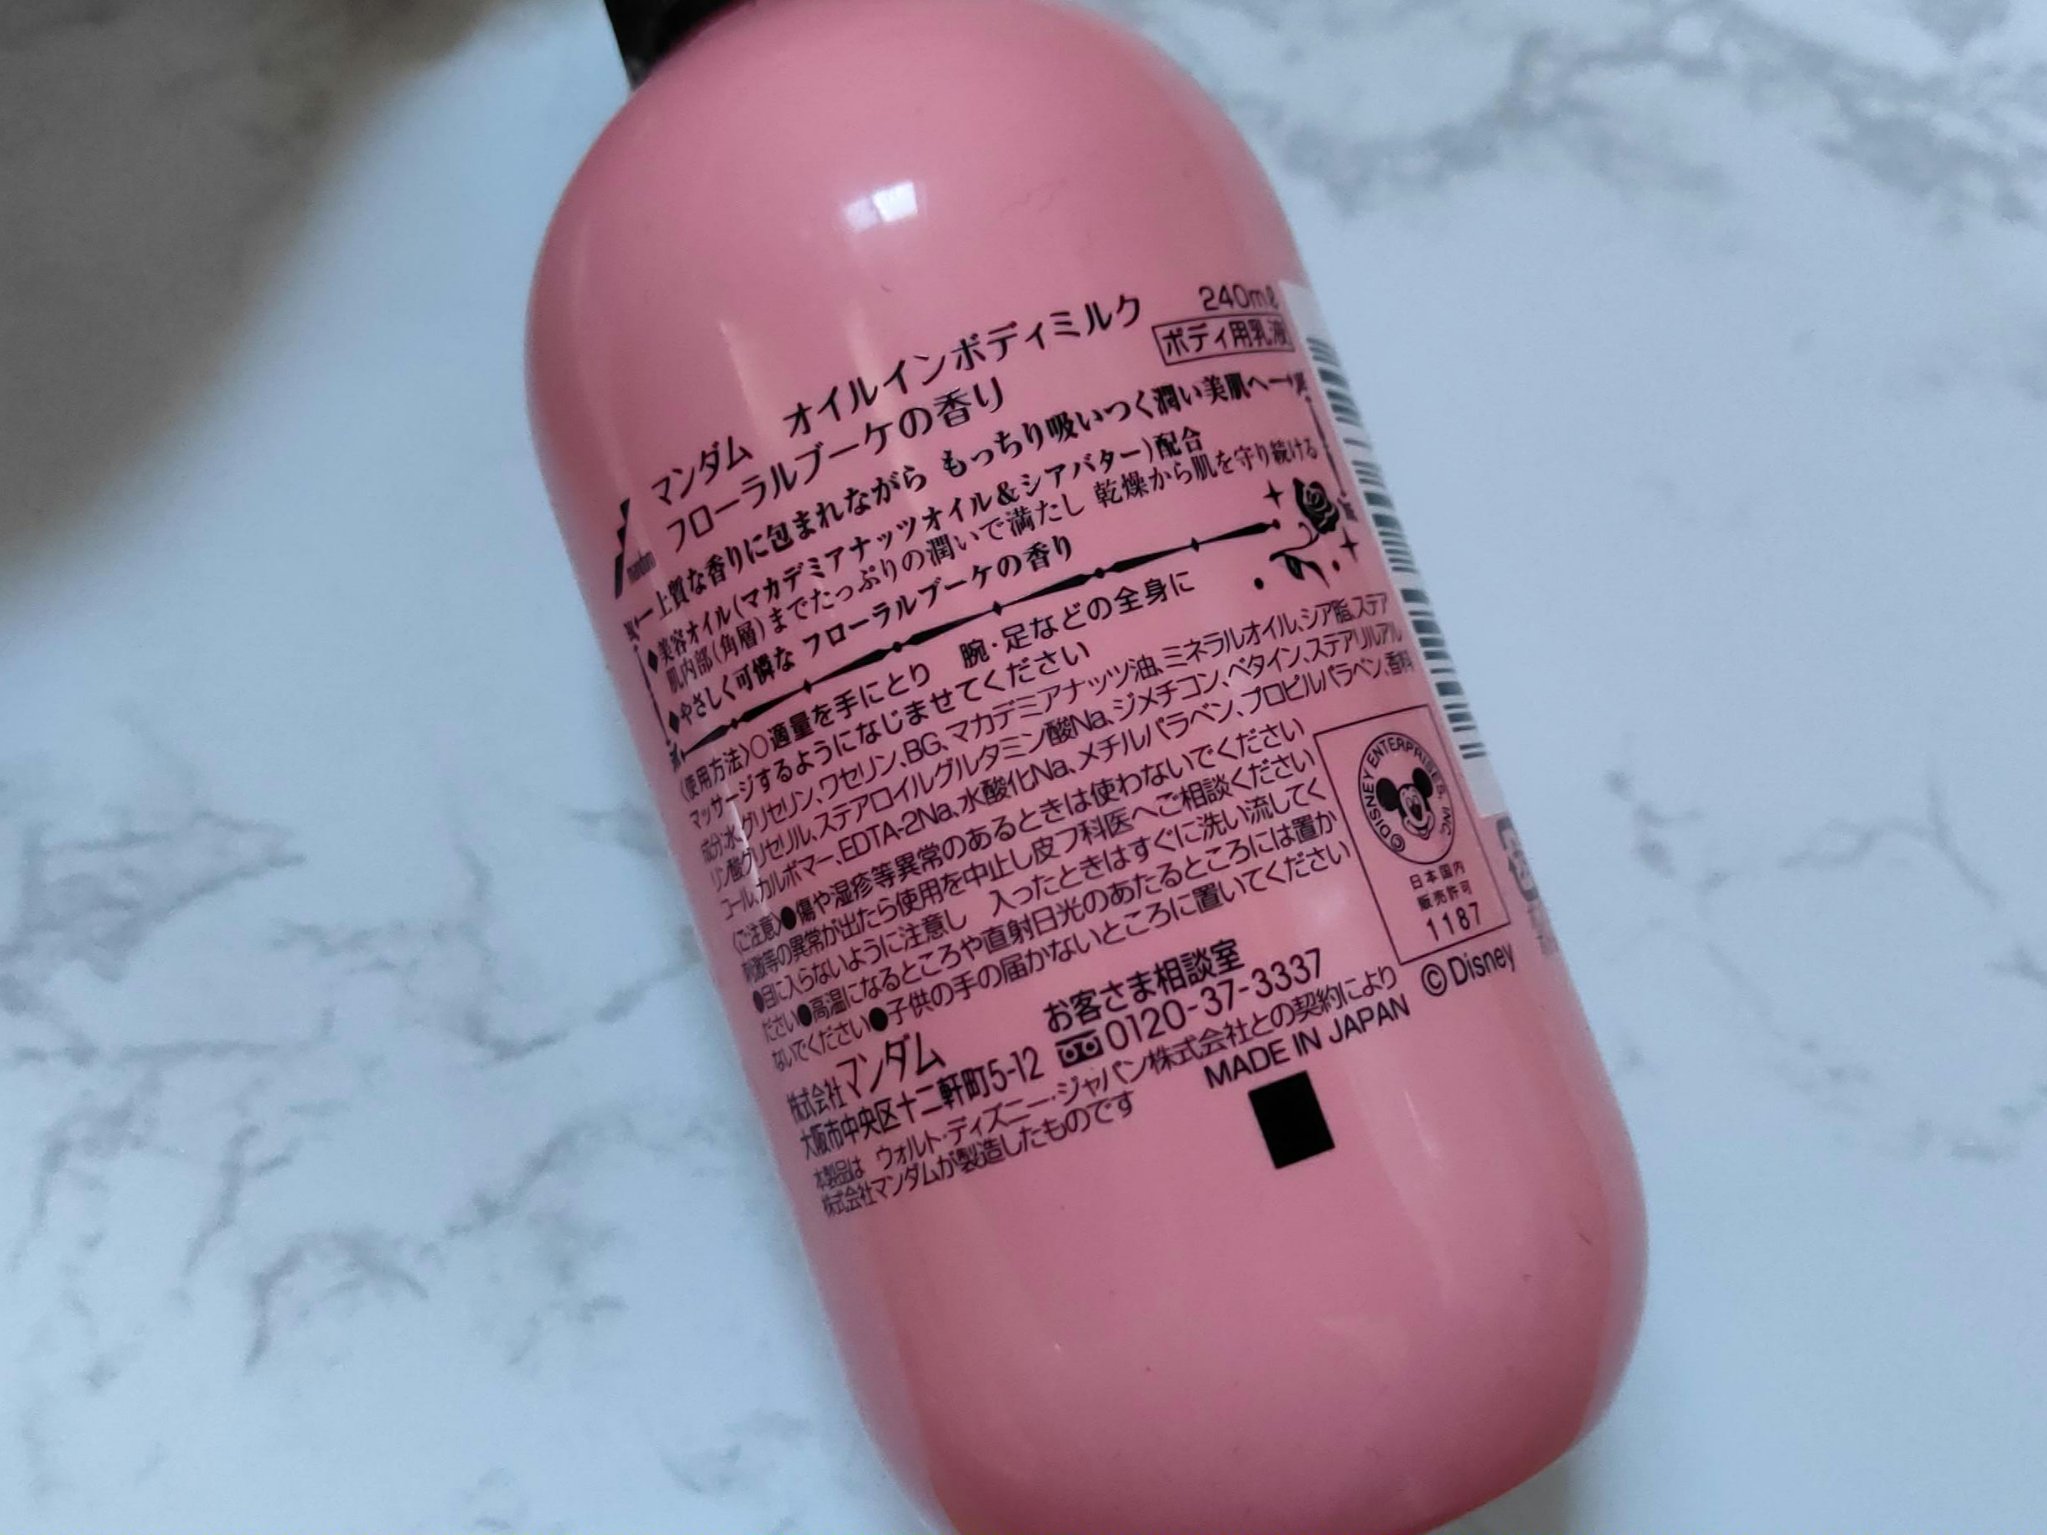 マンダム オイルインボディミルク
240mℓ
フローラルブーケの香り
ボディ用乳液
mandom
上質な香りに包まれながら もっちり吸いつく潤い美肌へ
◆美容オイル(マカデミアナッツオイル&シアバター)配合
肌内部(角層)までたっぷりの潤いで満たし 乾燥から肌を守り続ける
◆やさしく可憐な フローラルブーケの香り
〈使用方法〉○適量を手にとり 腕・足などの全身に
マッサージするようになじませてください
成分:水、グリセリン、ワセリン、BG、マカデミアナッツ油、ミネラルオイル、シア脂、ステア
リン酸グリセリル、ステアロイルグルタミン酸Na、ジメチコン、ベタイン、ステアリルアル
コール、カルボマー、EDTA-2Na、水酸化Na、メチルパラベン、プロピルパラベン、香料
〈ご注意〉●傷や湿疹等異常のあるときは使わないでください
刺激等の異常が出たら使用を中止し皮フ科医へご相談ください
●目に入らないように注意し 入ったときはすぐに洗い流してく
ださい●高温になるところや直射日光のあたるところには置か
ないでください●子供の手の届かないところに置いてください
©DISNEY ENTERPRISES, INC.
日本国内
販売許可
1187
©Disney
株式会社マンダム
大阪市中央区十二軒町5-12
お客さま相談室
0120-37-3337
本製品は ウォルト・ディズニー・ジャパン株式会社との契約により
株式会社マンダムが製造したものです
MADE IN JAPAN